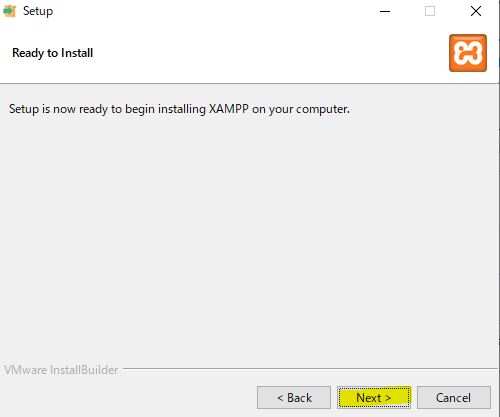 Setup
Ready to Install
Setup is now ready to begin installing XAMPP on your computer.
VMware InstallBuilder
< Back
Next >
Cancel